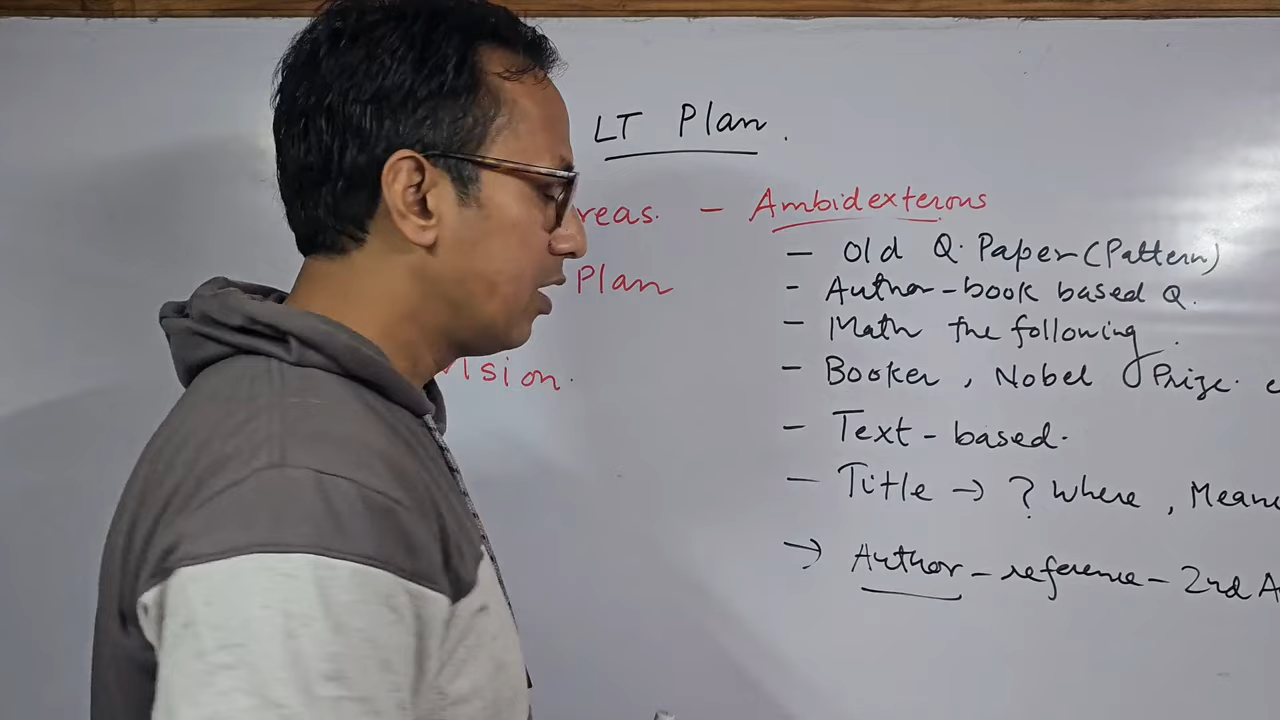 LT Plan.
reas. - Ambidexterous
- Old Q. Paper (Pattern)
Plan
- Author-book based Q.
- Math the following.
vision.
- Booker, Nobel Prize. e
- Text-based.
- Title → ? Where, Meani
→ Author - reference - 2nd A